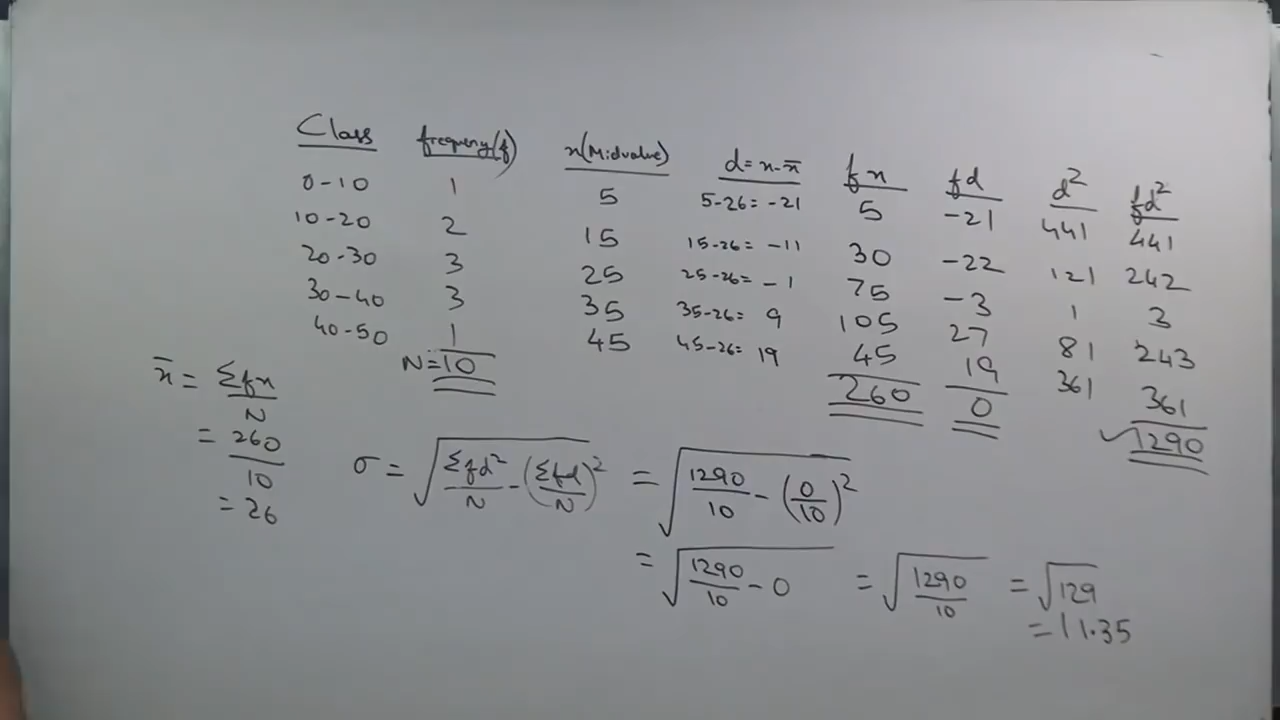 Class frequency(f) x(Midvalue) d=x-x̄ fx fd d² fd²
0-10 1 5 5-26= -21 5 -21 441 441
10-20 2 15 15-26= -11 30 -22 121 242
20-30 3 25 25-26= -1 75 -3 1 3
30-40 3 35 35-26= 9 105 27 81 243
40-50 1 45 45-26= 19 45 19 361 361
N=10 260 0 ✓1290
x̄ = Σfx/N
= 260/10
= 26
σ = √(Σfd²/N - (Σfd/N)²) = √(1290/10 - (0/10)²)
= √(1290/10 - 0) = √(1290/10) = √129
= 11.35